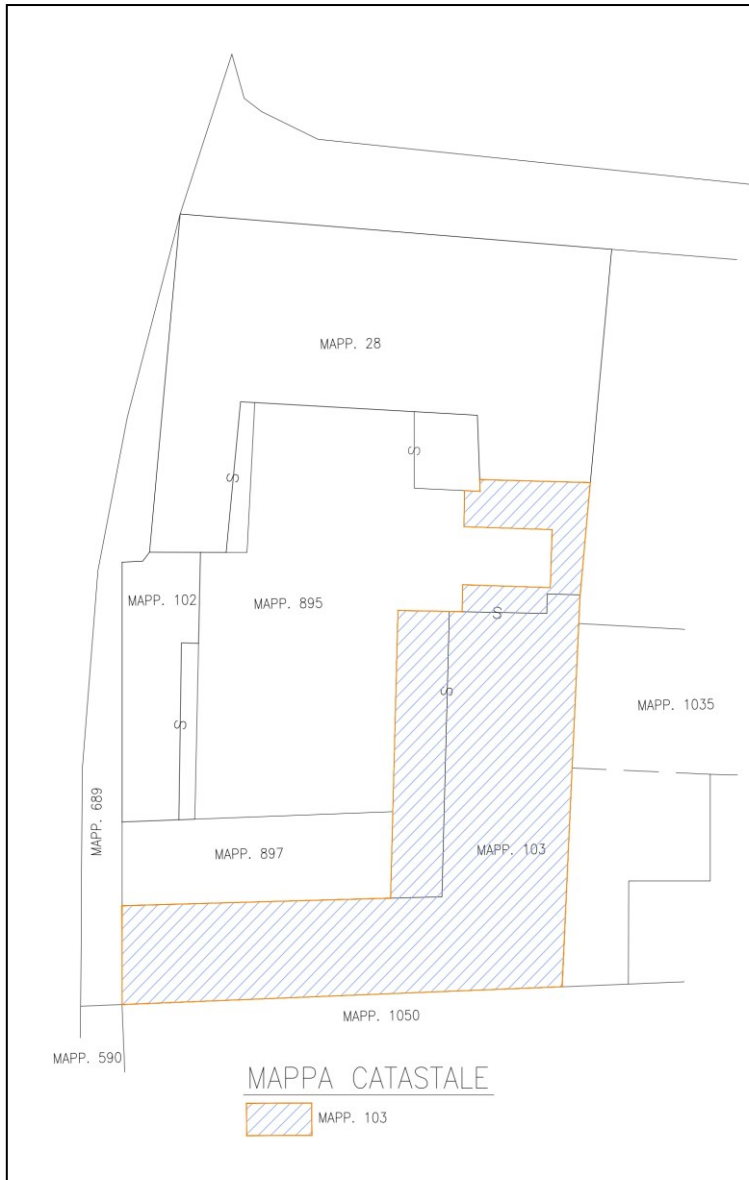 MAPP. 28
S
S
MAPP. 102
MAPP. 895
S
S
MAPP. 1035
S
MAPP. 689
MAPP. 897
MAPP. 103
MAPP. 1050
MAPP. 590
MAPPA CATASTALE
MAPP. 103